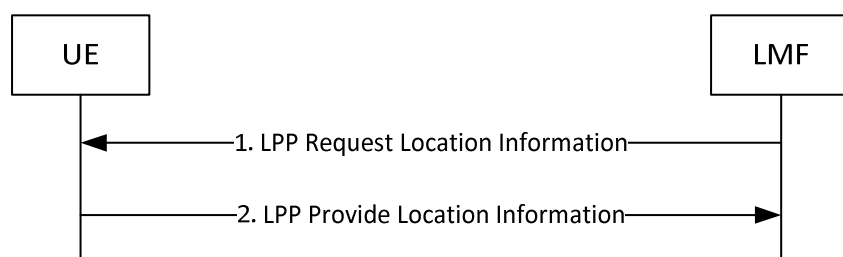 UE
LMF
1. LPP Request Location Information
2. LPP Provide Location Information